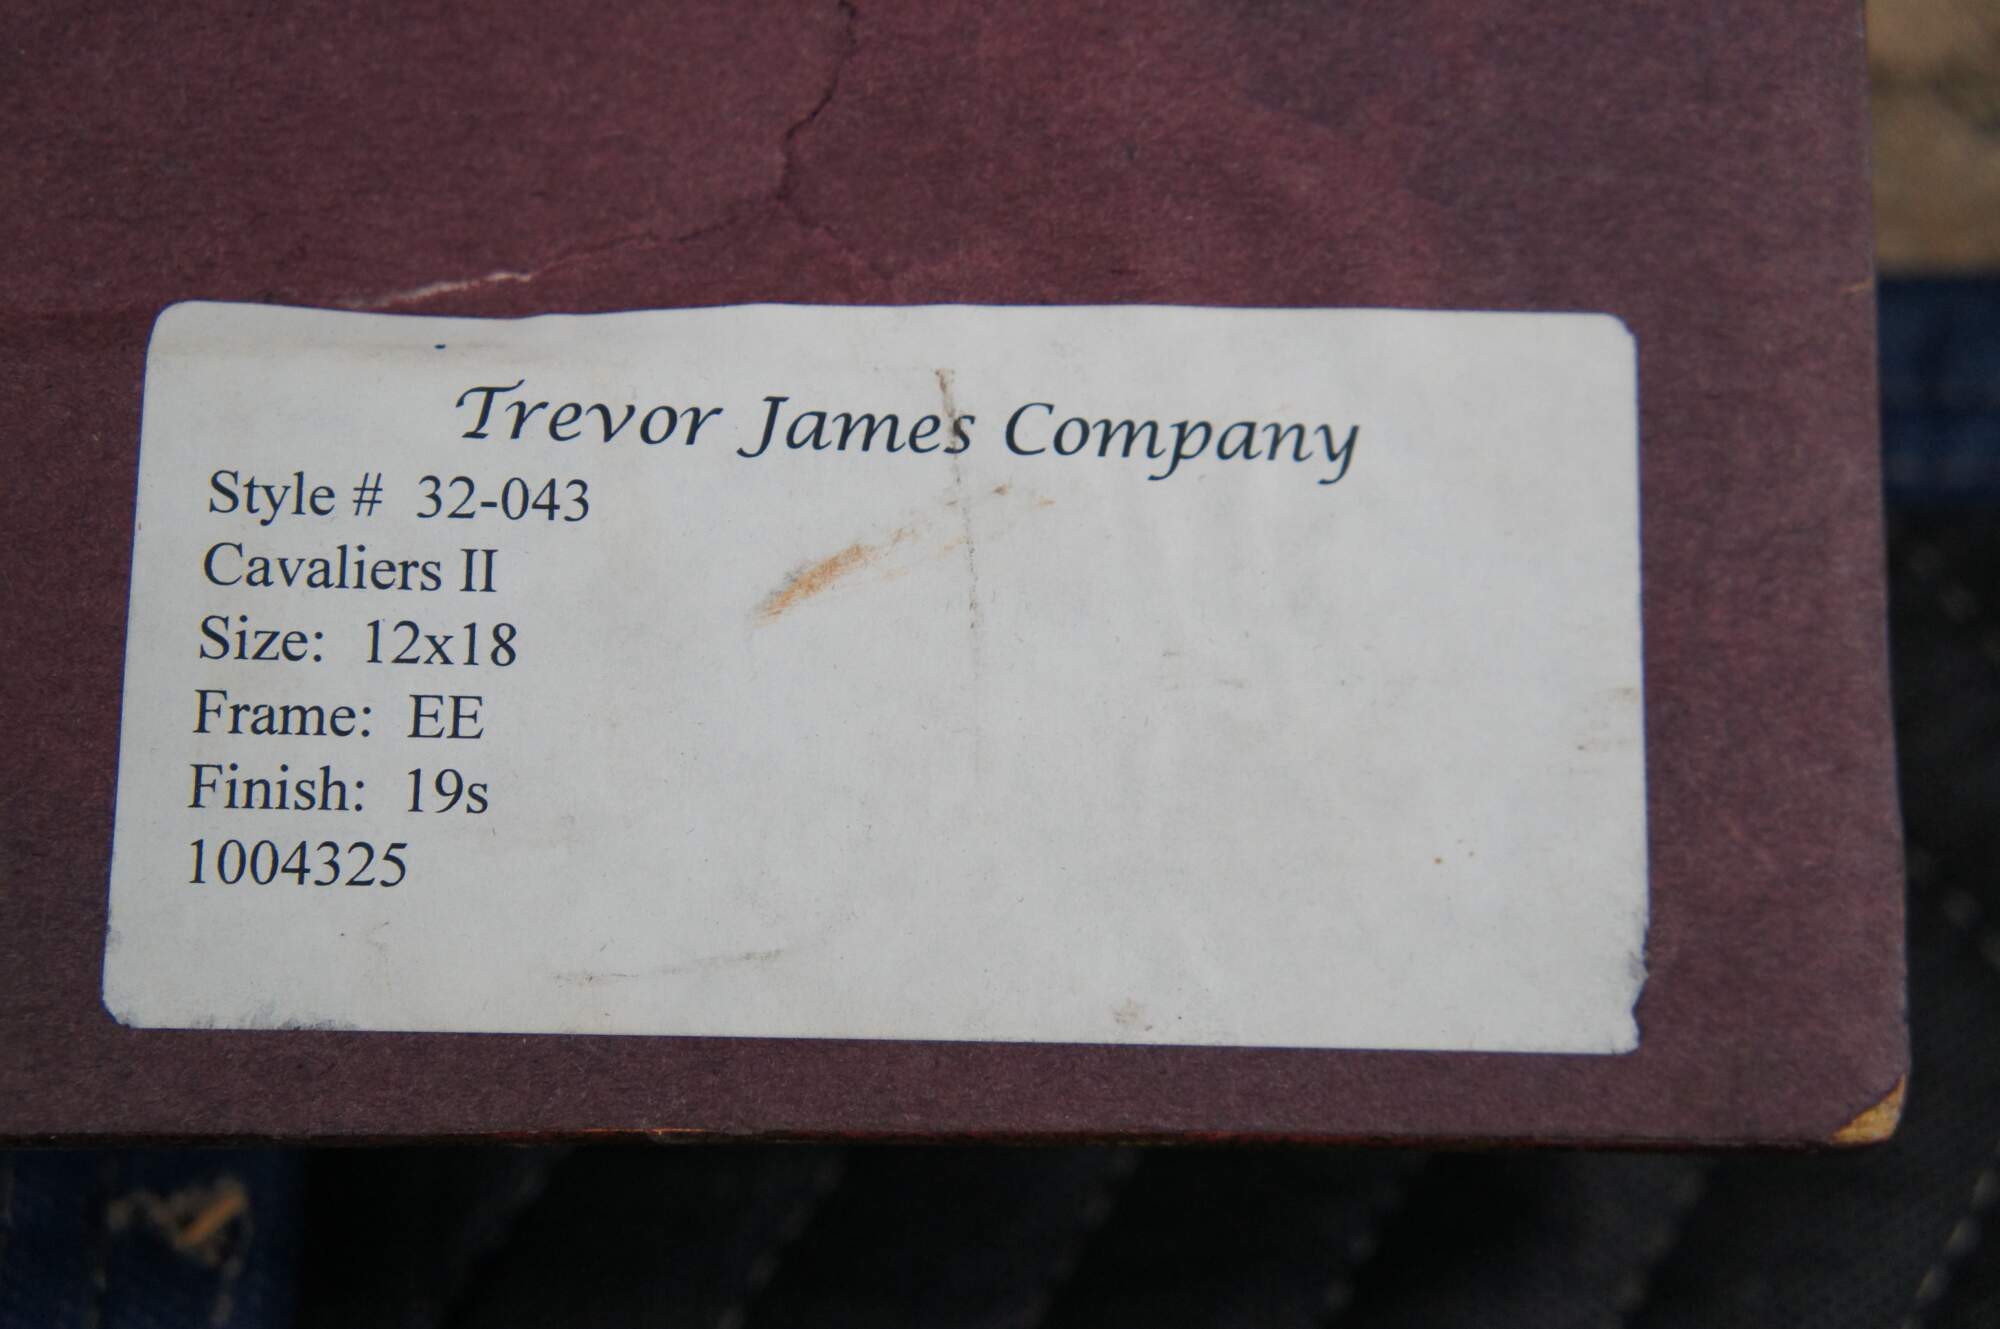 Trevor James Company
Style # 32-043
Cavaliers II
Size: 12x18
Frame: EE
Finish: 19s
1004325